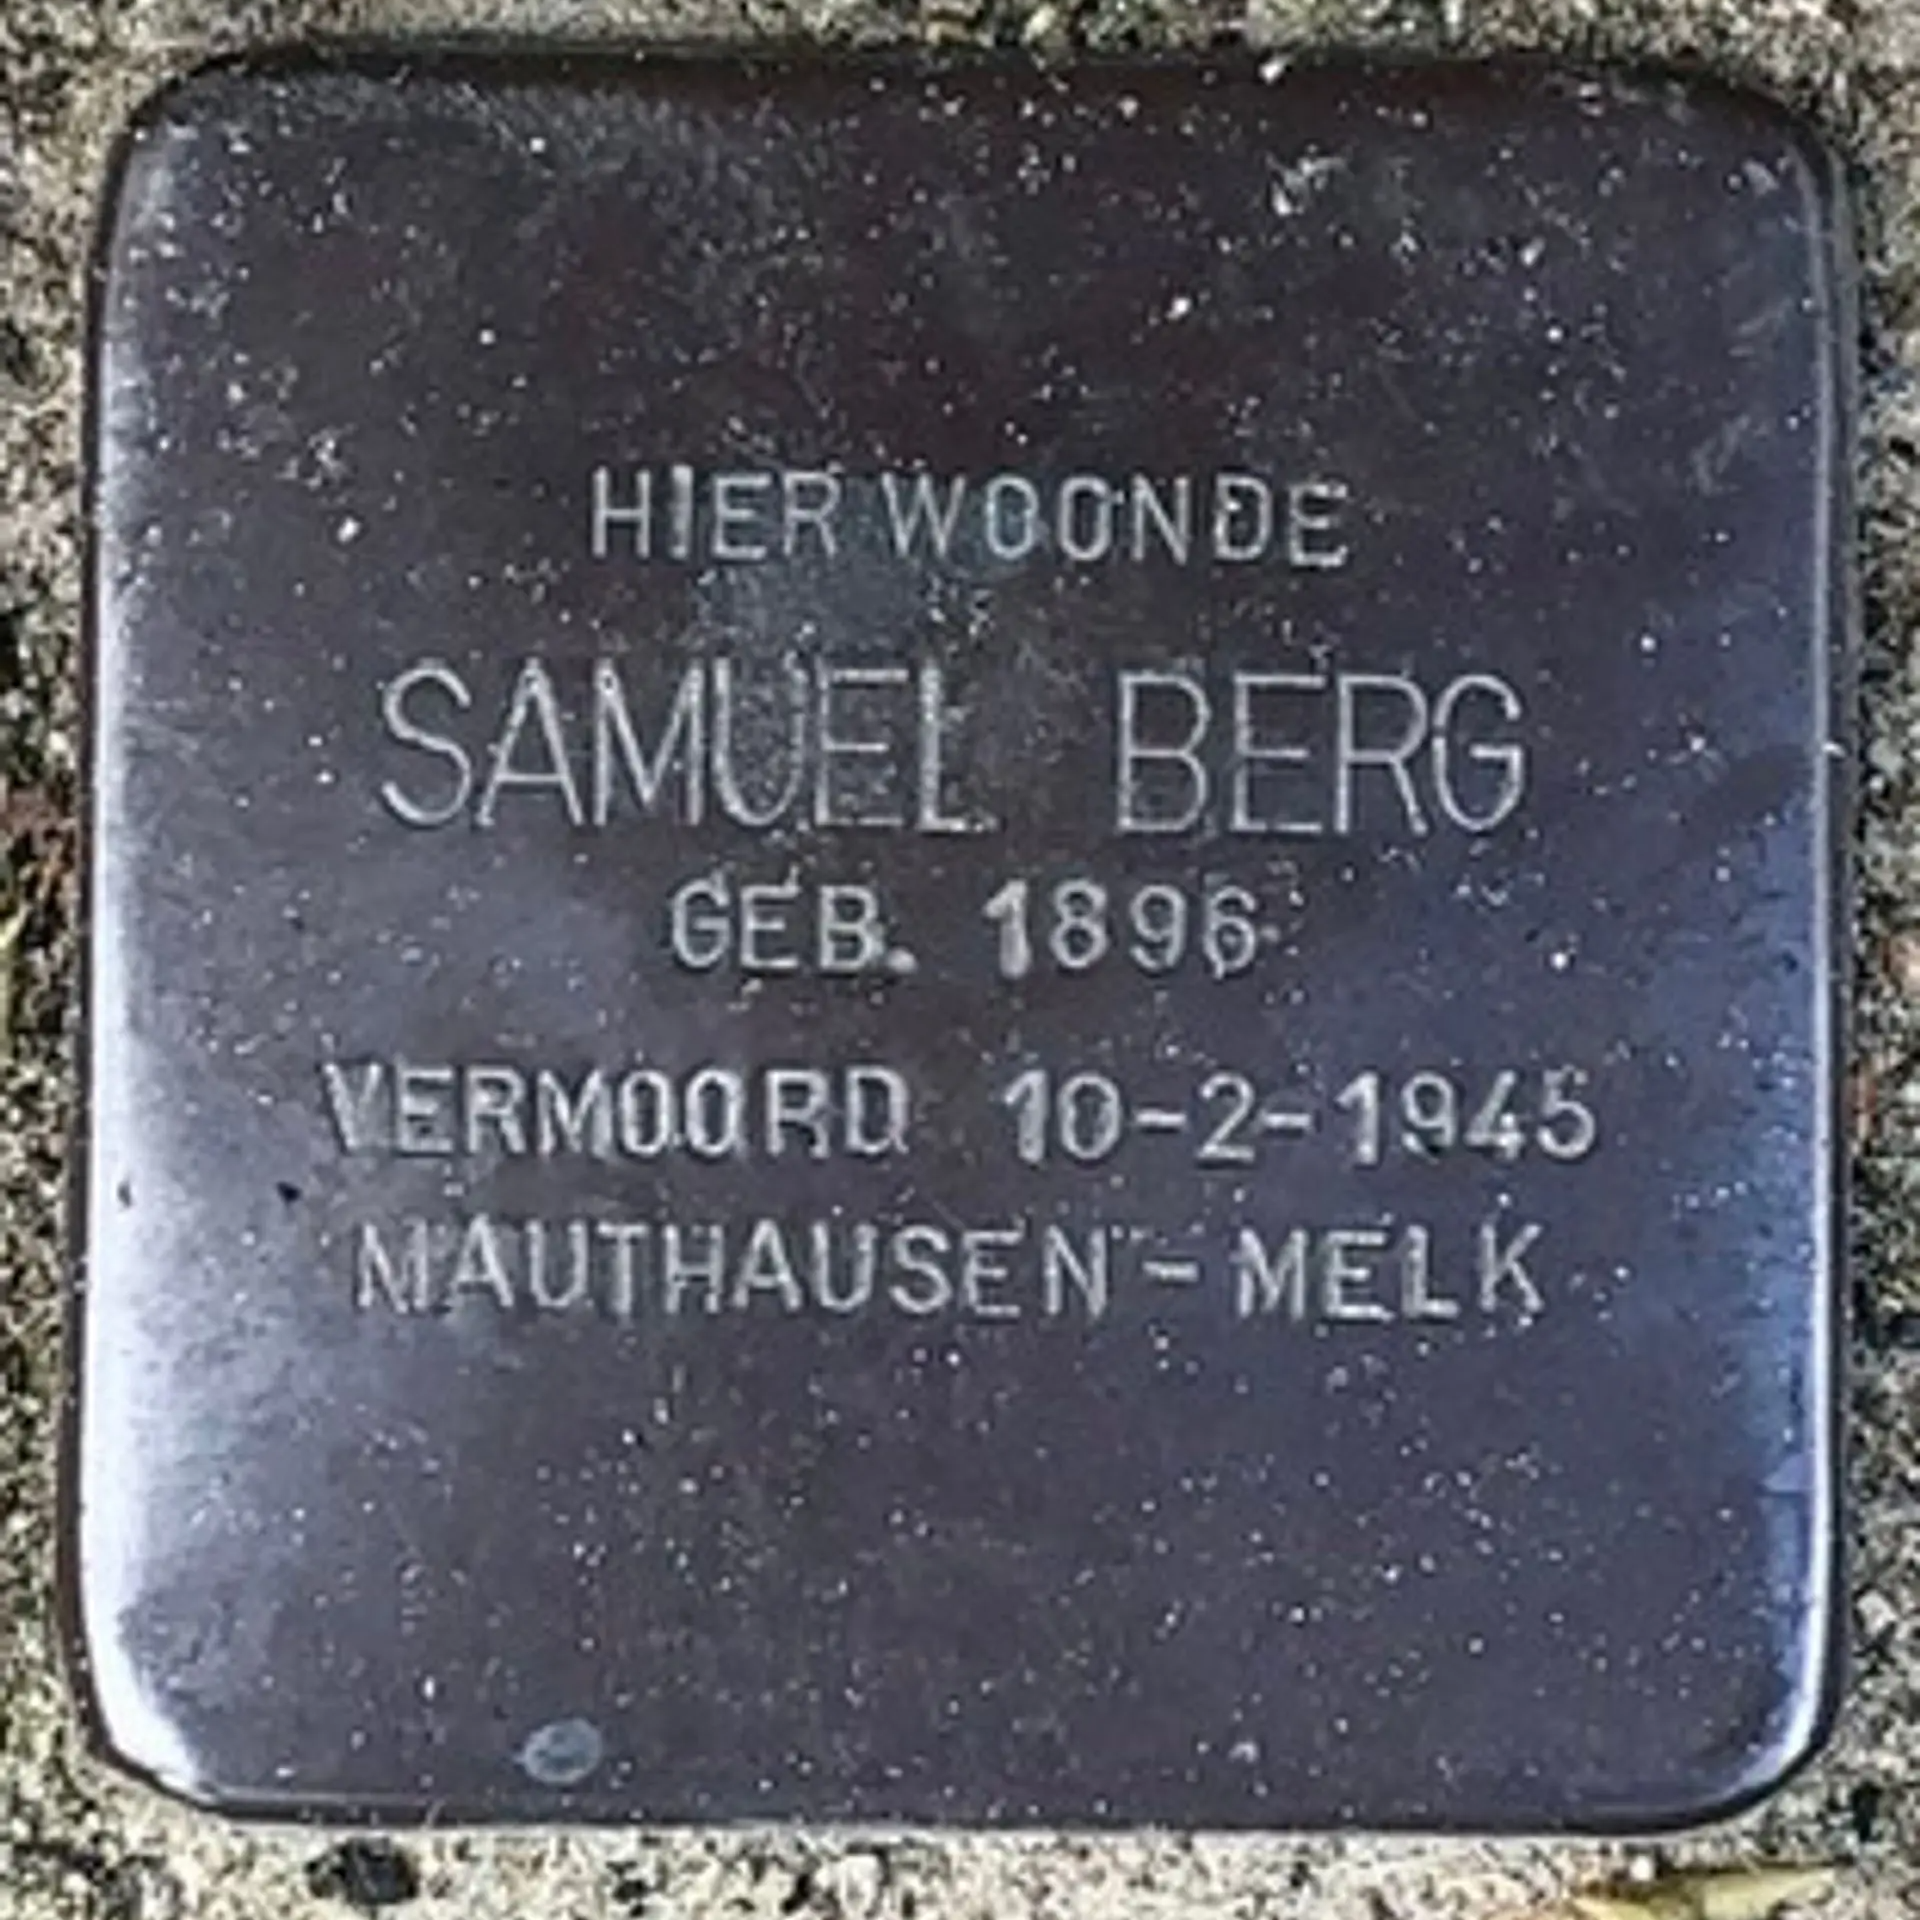 HIER WOONDE
SAMUEL BERG
GEB. 1896
VERMOORD 10-2-1945
MAUTHAUSEN - MELK